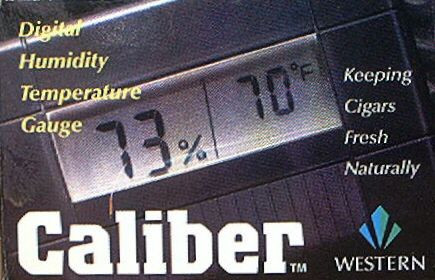 Digital
Humidity
Temperature
Gauge
73% 70°F
Keeping
Cigars
Fresh
Naturally
Caliber™
WESTERN